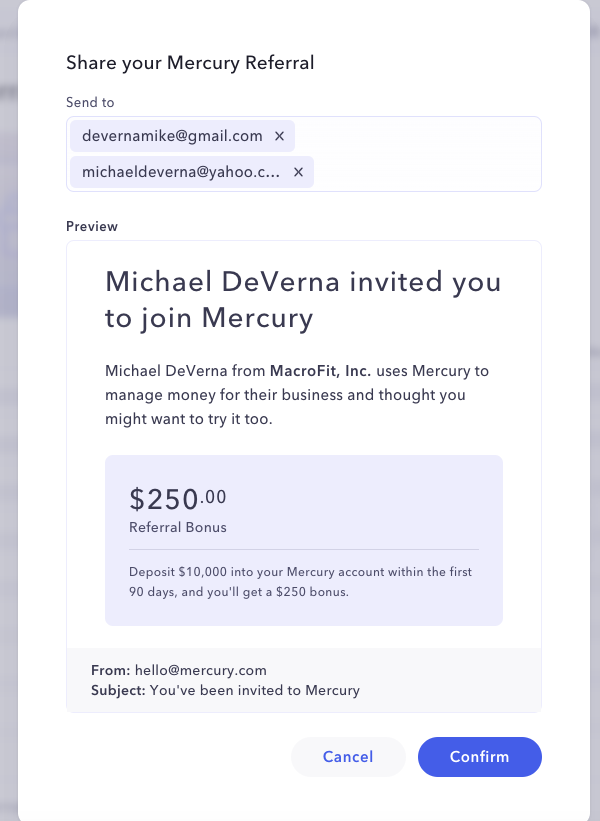 Share your Mercury Referral
Send to
devernamike@gmail.com ×
michaeldeverna@yahoo.c... ×
Preview
Michael DeVerna invited you
to join Mercury
Michael DeVerna from MacroFit, Inc. uses Mercury to
manage money for their business and thought you
might want to try it too.
$250.00
Referral Bonus
Deposit $10,000 into your Mercury account within the first
90 days, and you'll get a $250 bonus.
From: hello@mercury.com
Subject: You've been invited to Mercury
Cancel Confirm